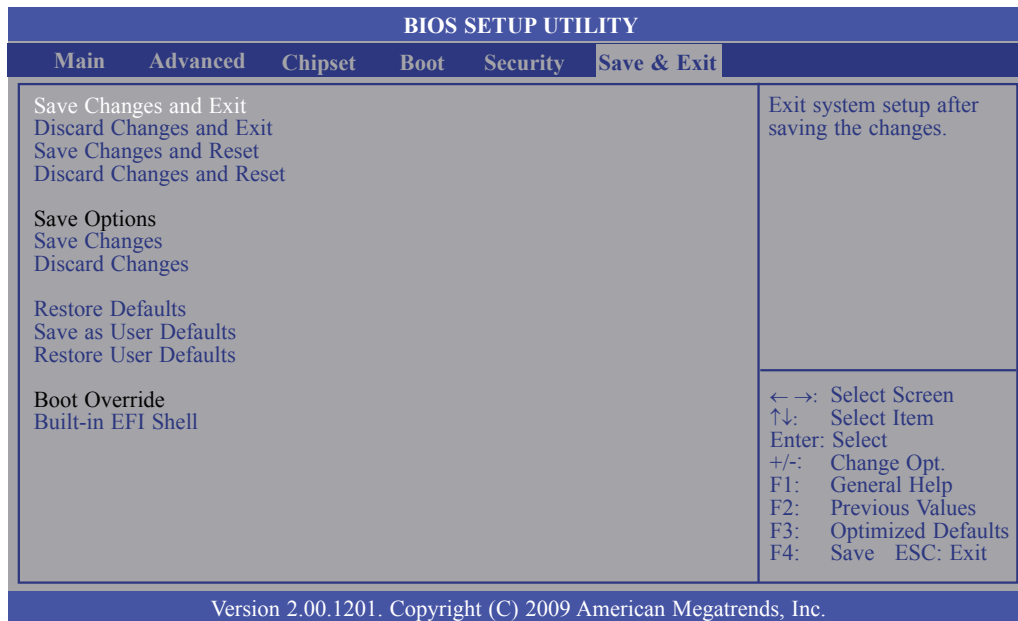 BIOS SETUP UTILITY
Main Advanced Chipset Boot Security Save & Exit
Save Changes and Exit
Discard Changes and Exit
Save Changes and Reset
Discard Changes and Reset
Save Options
Save Changes
Discard Changes
Restore Defaults
Save as User Defaults
Restore User Defaults
Boot Override
Built-in EFI Shell
Exit system setup after
saving the changes.
← →: Select Screen
↑↓: Select Item
Enter: Select
+/-: Change Opt.
F1: General Help
F2: Previous Values
F3: Optimized Defaults
F4: Save ESC: Exit
Version 2.00.1201. Copyright (C) 2009 American Megatrends, Inc.